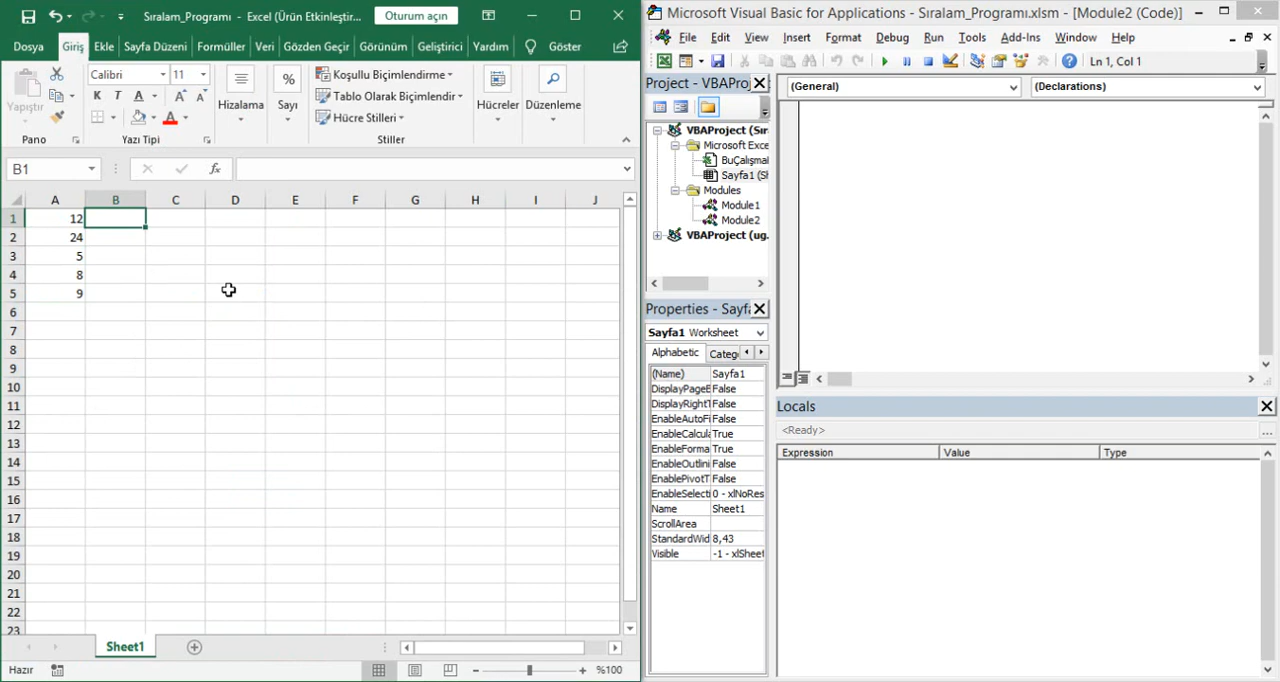 Sıralam_Programı - Excel (Ürün Etkinleştir...
Oturum açın
Dosya Giriş Ekle Sayfa Düzeni Formüller Veri Gözden Geçir Görünüm Geliştirici Yardım Göster
Yapıştır
Calibri 11
K T A
Hizalama
Sayı
%
Koşullu Biçimlendirme
Tablo Olarak Biçimlendir
Hücre Stilleri
Hücreler
Düzenleme
Pano Yazı Tipi Stiller
B1
fx
A B C D E F G H I J
1 12
2 24
3 5
4 8
5 9
6
7
8
9
10
11
12
13
14
15
16
17
18
19
20
21
22
23
Sheet1
Hazır
%100
Microsoft Visual Basic for Applications - Sıralam_Programı.xlsm - [Module2 (Code)]
File Edit View Insert Format Debug Run Tools Add-Ins Window Help
Ln 1, Col 1
Project - VBAProj
VBAProject (Sıra
Microsoft Exce
BuÇalışmal
Sayfa1 (Sh
Modules
Module1
Module2
VBAProject (ug.
Properties - Sayfa
Sayfa1 Worksheet
Alphabetic Categ
(Name) Sayfa1
DisplayPageB False
DisplayRightT False
EnableAutoFi False
EnableCalcula True
EnableForma True
EnableOutlini False
EnablePivotT False
EnableSelecti 0 - xlNoRes
Name Sheet1
ScrollArea
StandardWid 8,43
Visible -1 - xlSheet
(General) (Declarations)
Locals
<Ready>
Expression Value Type